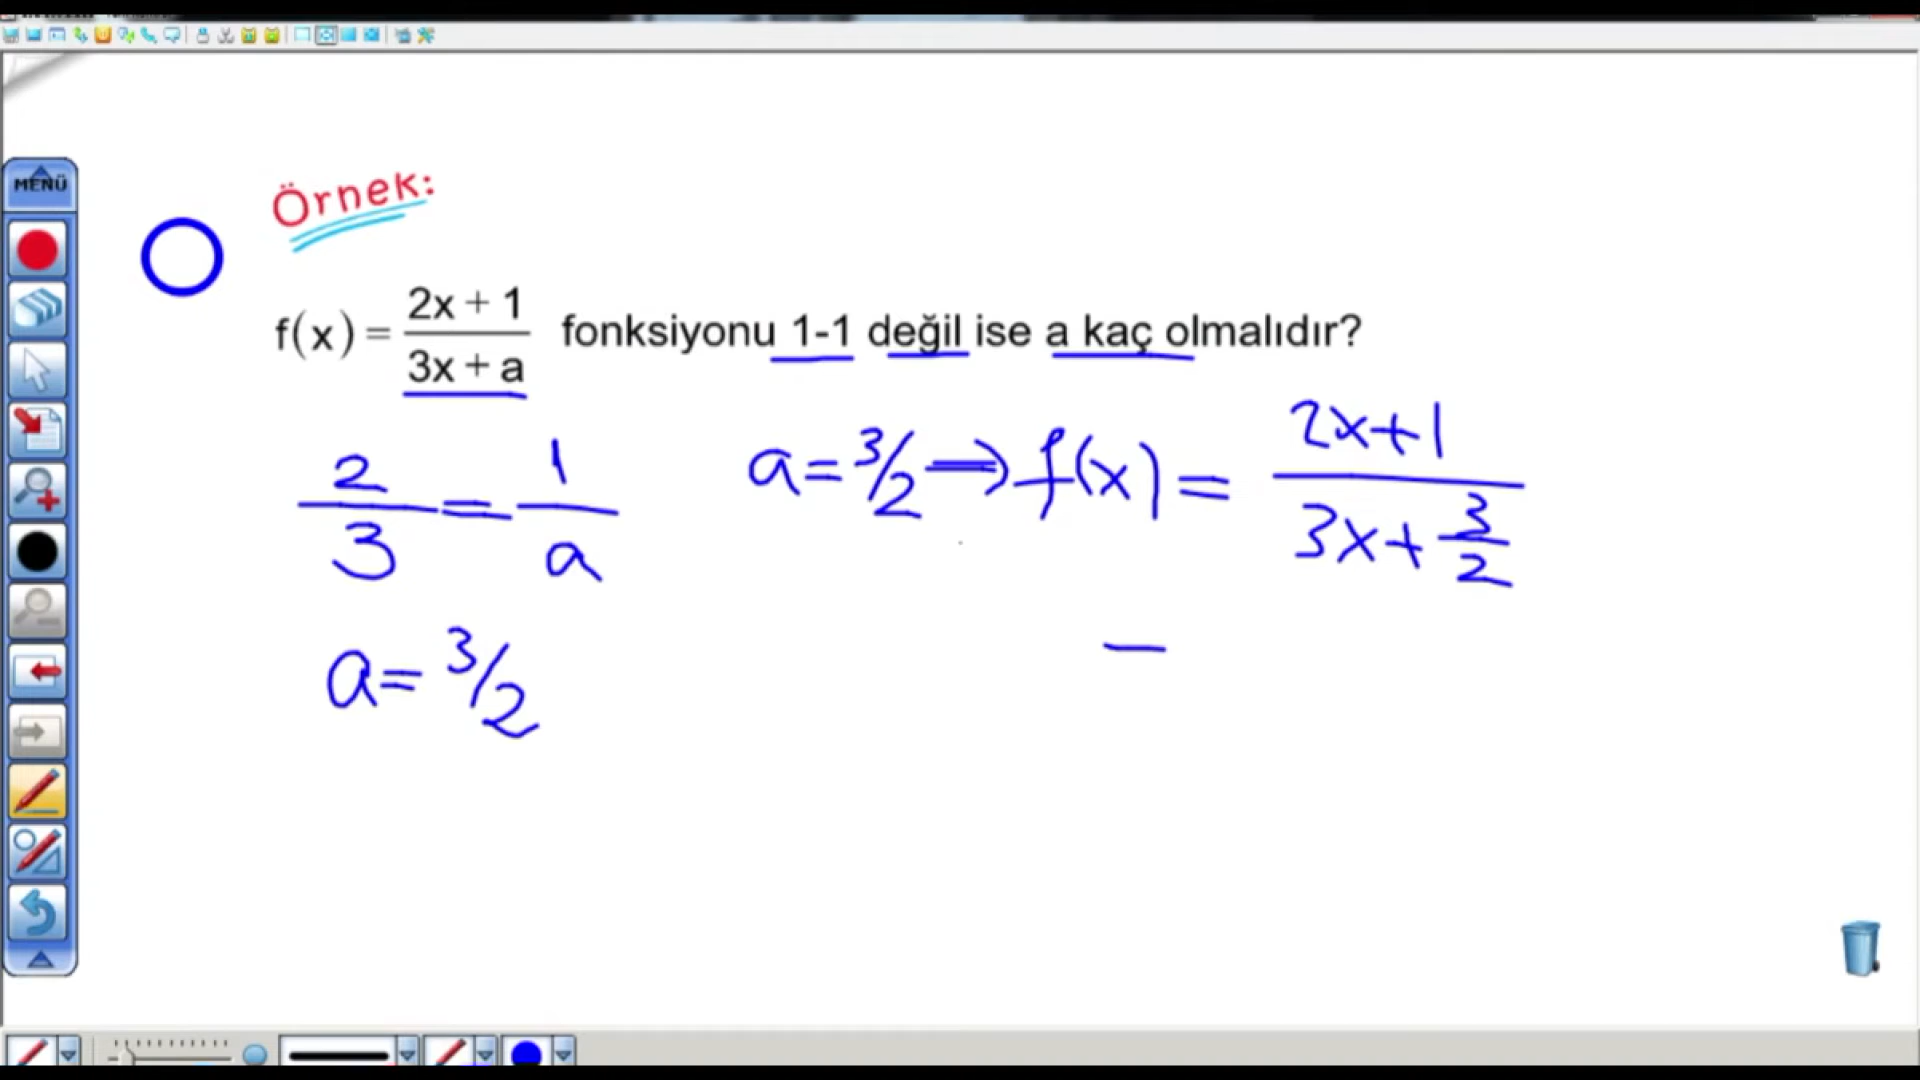 MENÜ
Örnek:
f(x) = (2x + 1)/(3x + a) fonksiyonu 1-1 değil ise a kaç olmalıdır?
2/3 = 1/a
a = 3/2 ⇒ f(x) = (2x+1)/(3x+3/2)
a = 3/2